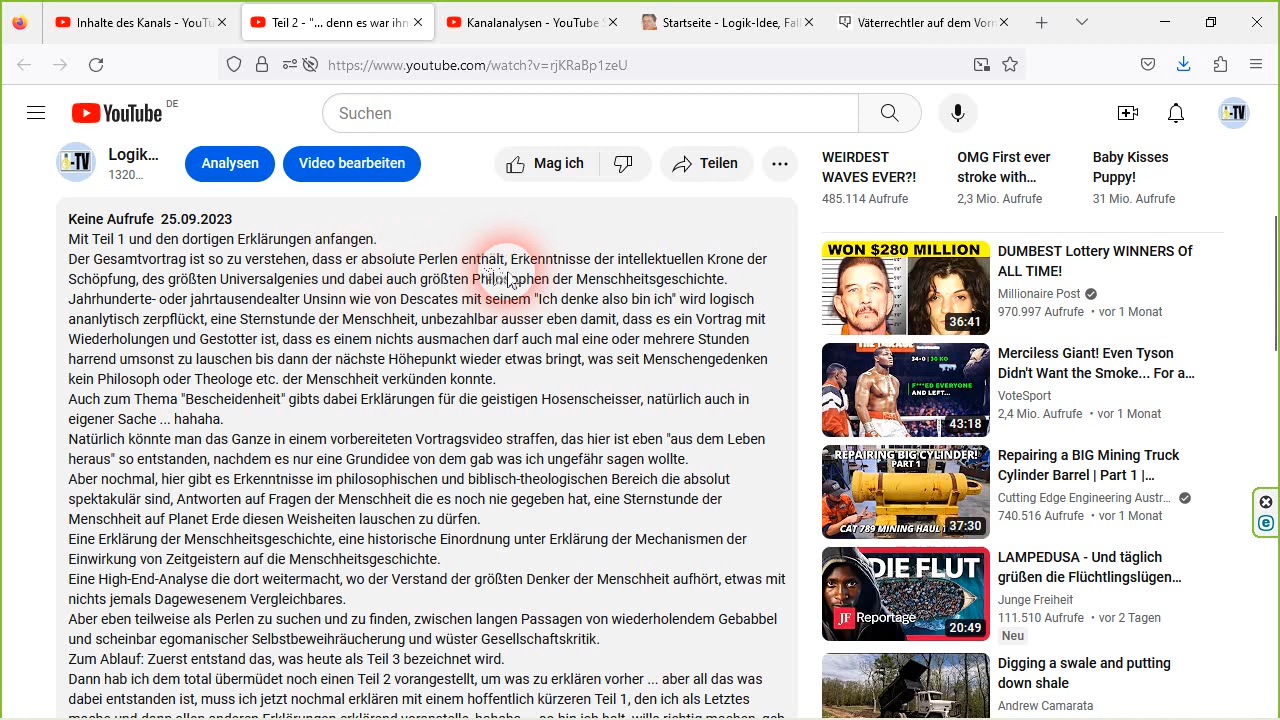 Inhalte des Kanals - YouTu
Teil 2 - "... denn es war ihn
Kanalanalysen - YouTube S
Startseite - Logik-Idee, Fall
Väterrechtler auf dem Vorm
https://www.youtube.com/watch?v=rjKRaBp1zeU
YouTube DE
Suchen
Logik...
1320...
Analysen
Video bearbeiten
Mag ich
Teilen
Keine Aufrufe 25.09.2023
Mit Teil 1 und den dortigen Erklärungen anfangen.
Der Gesamtvortrag ist so zu verstehen, dass er absolute Perlen enthält, Erkenntnisse der intellektuellen Krone der
Schöpfung, des größten Universalgenies und dabei auch größten Philosophen der Menschheitsgeschichte.
Jahrhunderte- oder jahrtausendealter Unsinn wie von Descates mit seinem "Ich denke also bin ich" wird logisch
ananlytisch zerpflückt, eine Sternstunde der Menschheit, unbezahlbar ausser eben damit, dass es ein Vortrag mit
Wiederholungen und Gestotter ist, dass es einem nichts ausmachen darf auch mal eine oder mehrere Stunden
harrend umsonst zu lauschen bis dann der nächste Höhepunkt wieder etwas bringt, was seit Menschengedenken
kein Philosoph oder Theologe etc. der Menschheit verkünden konnte.
Auch zum Thema "Bescheidenheit" gibts dabei Erklärungen für die geistigen Hosenscheisser, natürlich auch in
eigener Sache ... hahaha.
Natürlich könnte man das Ganze in einem vorbereiteten Vortragsvideo straffen, das hier ist eben "aus dem Leben
heraus" so entstanden, indem es nur eine Grundidee von dem gab was ich ungefähr sagen wollte.
Aber nochmal, hier gibt es Erkenntnisse im philosophischen und biblisch-theologischen Bereich die absolut
spektakulär sind, Antworten auf Fragen der Menschheit die es noch nie gegeben hat, eine Sternstunde der
Menschheit auf Planet Erde diesen Weisheiten lauschen zu dürfen.
Eine Erklärung der Menschheitsgeschichte, eine historische Einordnung unter Erklärung der Mechanismen der
Einwirkung von Zeitgeistern auf die Menschheitsgeschichte.
Eine High-End-Analyse die dort weitermacht, wo der Verstand der größten Denker der Menschheit aufhört, etwas mit
nichts jemals Dagewesenem Vergleichbares.
Aber eben teilweise als Perlen zu suchen und zu finden, zwischen langen Passagen von wiederholendem Gebabbel
und scheinbar egomanischer Selbstbeweihräucherung und wüster Gesellschaftskritik.
Zum Ablauf: Zuerst entstand das, was heute als Teil 3 bezeichnet wird.
Dann hab ich dem total übermüdet noch einen Teil 2 vorangestellt, um was zu erklären vorher ... aber all das was
dabei entstanden ist, muss ich jetzt nochmal erklären mit einem hoffentlich kürzeren Teil 1, den ich als Letztes
WEIRDEST
WAVES EVER?!
485.114 Aufrufe
OMG First ever
stroke with...
2,3 Mio. Aufrufe
Baby Kisses
Puppy!
31 Mio. Aufrufe
WON $280 MILLION
36:41
DUMBEST Lottery WINNERS Of
ALL TIME!
Millionaire Post
970.997 Aufrufe • vor 1 Monat
34-0 | 30 KO
F***ED EVERYONE
AND LEFT...
43:18
Merciless Giant! Even Tyson
Didn't Want the Smoke... For a...
VoteSport
2,4 Mio. Aufrufe • vor 1 Monat
REPAIRING BIG CYLINDER!
PART 1
CAT 789 MINING HAUL
37:30
Repairing a BIG Mining Truck
Cylinder Barrel | Part 1 |...
Cutting Edge Engineering Austr...
740.516 Aufrufe • vor 1 Monat
DIE FLUT
JF Reportage
20:49
LAMPEDUSA - Und täglich
grüßen die Flüchtlingslügen...
Junge Freiheit
111.510 Aufrufe • vor 2 Tagen
Neu
Digging a swale and putting
down shale
Andrew Camarata